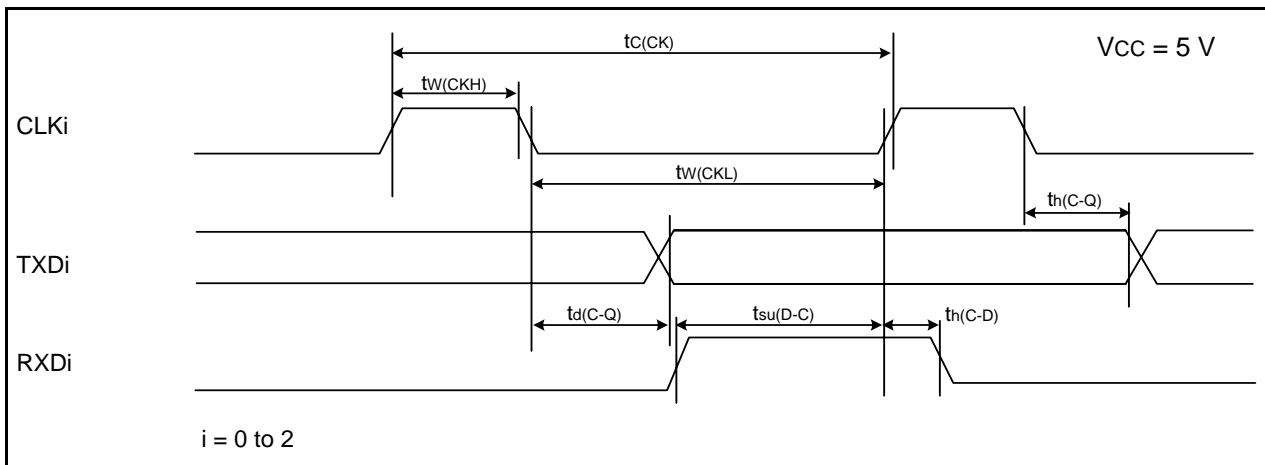 tC(CK)
VCC = 5 V
tW(CKH)
CLKi
tW(CKL)
th(C-Q)
TXDi
td(C-Q)
tsu(D-C)
th(C-D)
RXDi
i = 0 to 2